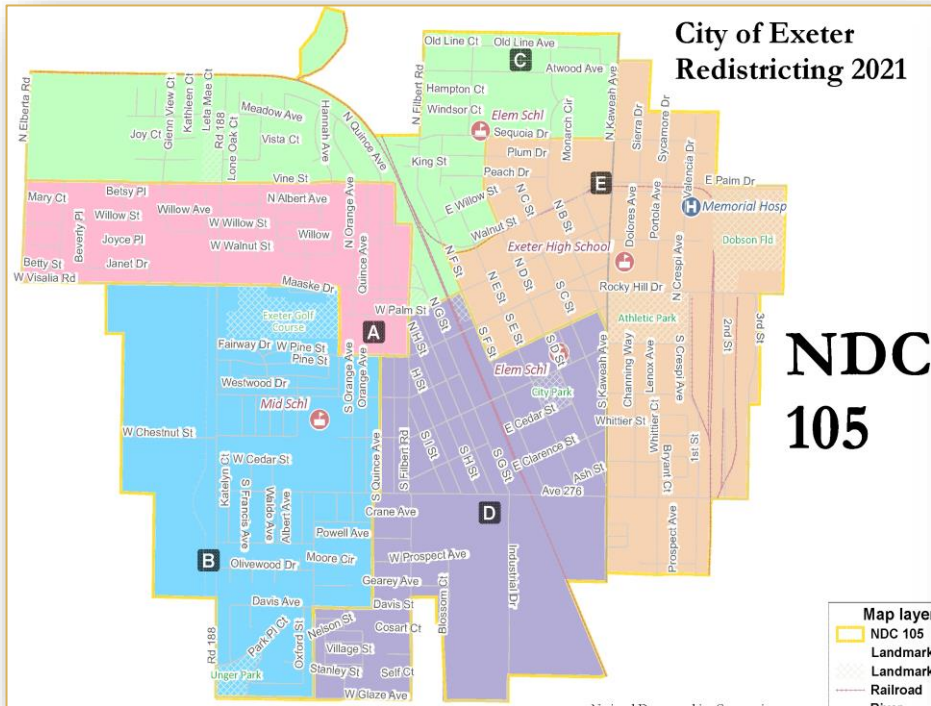 City of Exeter
Redistricting 2021
NDC
105
Old Line Ct
Old Line Ave
C
Atwood Ave
N Elberta Rd
N Filbert Rd
Hampton Ct
Windsor Ct
Elem Schl
Sequoia Dr
Monarch Cir
N Kaweah Ave
Sierra Dr
Sycamore Dr
Valencia Dr
Glenn View Ct
Kathleen Ct
Leta Mae Ct
Rd 188
Lone Oak Ct
Meadow Ave
Hannah Ave
N Quince Ave
Joy Ct
Vista Ct
Vine St
King St
Plum Dr
Peach Dr
E
E Palm Dr
Mary Ct
Betsy Pl
N Albert Ave
N Orange Ave
E Willow St
Walnut St
N C St
N B St
Dolores Ave
Portola Ave
H
Memorial Hosp
Beverly Pl
Willow St
Willow Ave
W Willow St
Willow
Joyce Pl
W Walnut St
Quince Ave
N F St
Exeter High School
Dobson Fld
Betty St
Janet Dr
W Visalia Rd
Maaske Dr
N E St
N D St
S C St
Rocky Hill Dr
N Crespi Ave
Exeter Golf
Course
W Palm St
N G St
A
N H St
S F St
S E St
S D St
Athletic Park
2nd St
3rd St
Fairway Dr
W Pine St
Pine St
S Orange Ave
Orange Ave
H St
Elem Schl
City Park
S Kaweah Ave
Channing Way
Lenox Ave
S Crespi Ave
Westwood Dr
Mid Schl
W Chestnut St
E Cedar St
Whittier St
Whittier Ct
W Cedar St
S Quince Ave
S Filbert Rd
S I St
S H St
S G St
E Clarence St
Ash St
Bryant Ct
1st St
Katelyn Ct
S Francis Ave
Waldo Ave
Albert Ave
Ave 276
Crane Ave
D
Powell Ave
Prospect Ave
B
Olivewood Dr
Moore Cir
W Prospect Ave
Industrial Dr
Gearey Ave
Blossom Ct
Davis Ave
Davis St
Rd 188
Park Pl Ct
Oxford St
Nelson St
Cosart Ct
Village St
Unger Park
Stanley St
Self Ct
W Glaze Ave
Map layer
NDC 105
Landmark
Landmark
Railroad